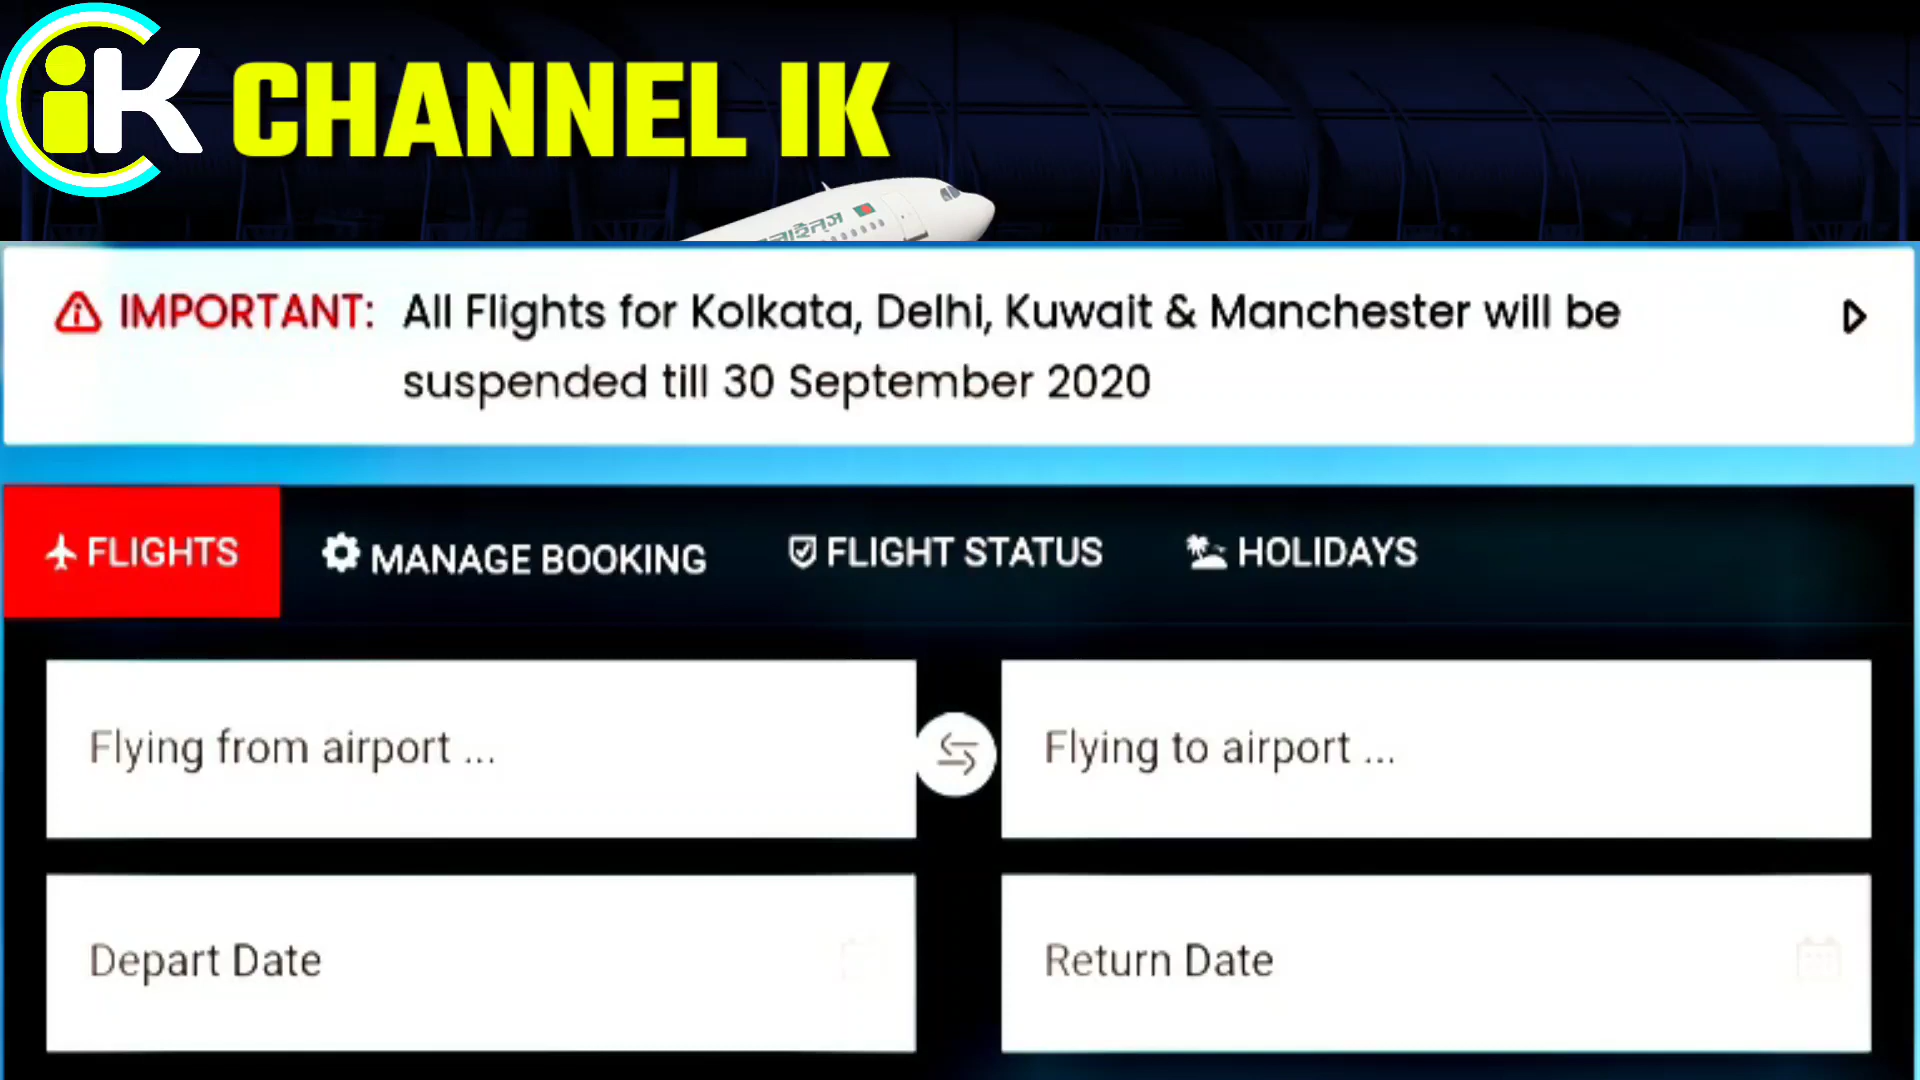 iK CHANNEL IK
IMPORTANT: All Flights for Kolkata, Delhi, Kuwait & Manchester will be
suspended till 30 September 2020
FLIGHTS MANAGE BOOKING FLIGHT STATUS HOLIDAYS
Flying from airport ... Flying to airport ...
Depart Date Return Date